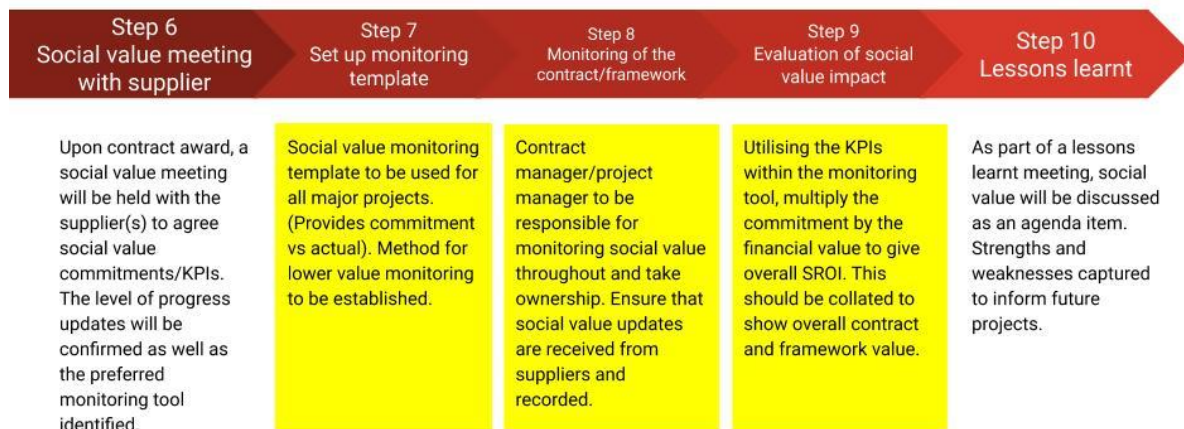 Step 6
Social value meeting
with supplier
Step 7
Set up monitoring
template
Step 8
Monitoring of the
contract/framework
Step 9
Evaluation of social
value impact
Step 10
Lessons learnt
Upon contract award, a
social value meeting
will be held with the
supplier(s) to agree
social value
commitments/KPIs.
The level of progress
updates will be
confirmed as well as
the preferred
monitoring tool
identified.
Social value monitoring
template to be used for
all major projects.
(Provides commitment
vs actual). Method for
lower value monitoring
to be established.
Contract
manager/project
manager to be
responsible for
monitoring social value
throughout and take
ownership. Ensure that
social value updates
are received from
suppliers and
recorded.
Utilising the KPIs
within the monitoring
tool, multiply the
commitment by the
financial value to give
overall SROI. This
should be collated to
show overall contract
and framework value.
As part of a lessons
learnt meeting, social
value will be discussed
as an agenda item.
Strengths and
weaknesses captured
to inform future
projects.